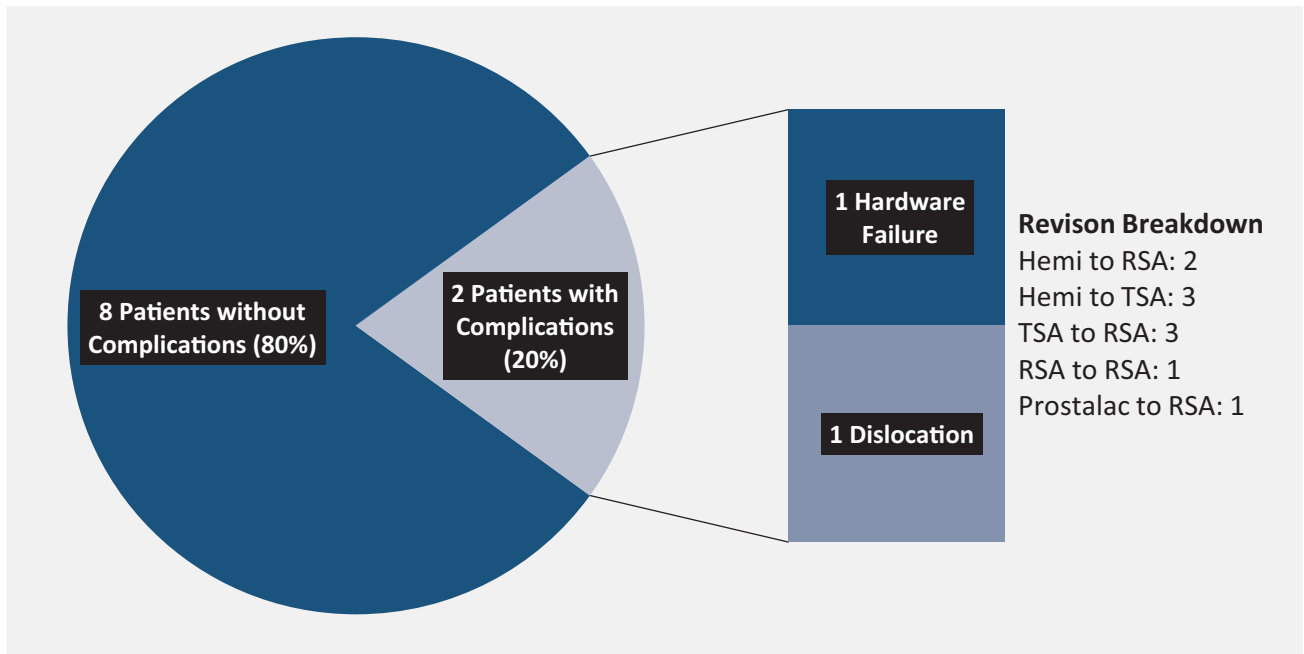 8 Patients without
Complications (80%)
2 Patients with
Complications
(20%)
1 Hardware
Failure
1 Dislocation
Revison Breakdown
Hemi to RSA: 2
Hemi to TSA: 3
TSA to RSA: 3
RSA to RSA: 1
Prostalac to RSA: 1